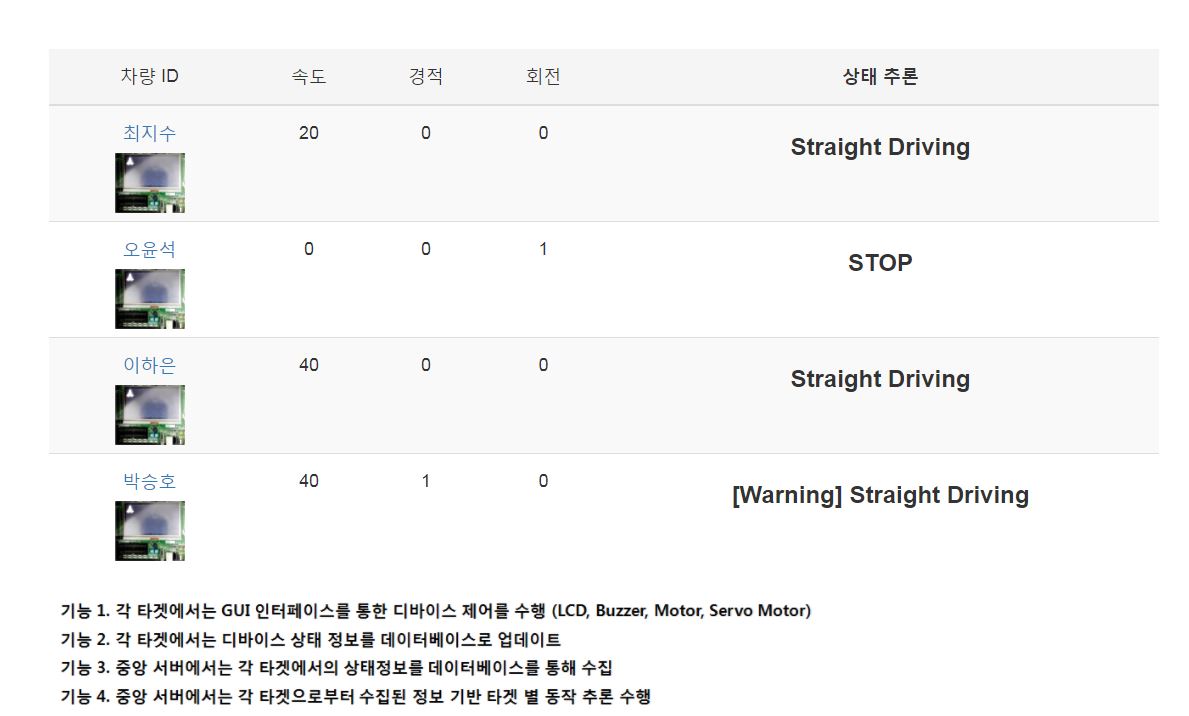 차량 ID 속도 경적 회전 상태 추론
최지수 20 0 0 Straight Driving
오윤석 0 0 1 STOP
이하은 40 0 0 Straight Driving
박승호 40 1 0 [Warning] Straight Driving
기능 1. 각 타겟에서는 GUI 인터페이스를 통한 디바이스 제어를 수행 (LCD, Buzzer, Motor, Servo Motor)
기능 2. 각 타겟에서는 디바이스 상태 정보를 데이터베이스로 업데이트
기능 3. 중앙 서버에서는 각 타겟에서의 상태정보를 데이터베이스를 통해 수집
기능 4. 중앙 서버에서는 각 타겟으로부터 수집된 정보 기반 타겟 별 동작 추론 수행